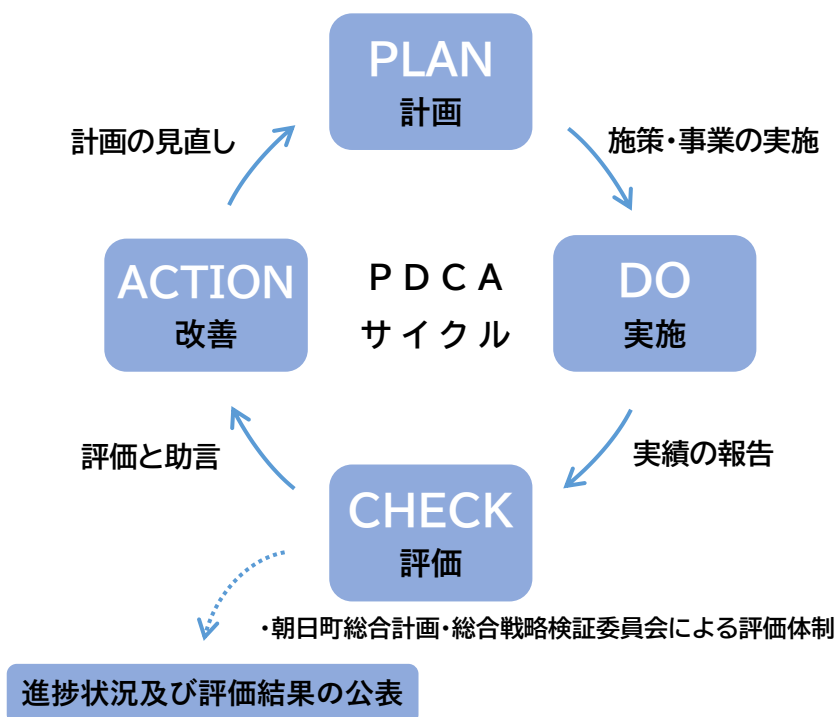 PLAN
計画
計画の見直し
施策・事業の実施
ACTION
改善
PDCA
サイクル
DO
実施
評価と助言
実績の報告
CHECK
評価
・朝日町総合計画・総合戦略検証委員会による評価体制
進捗状況及び評価結果の公表